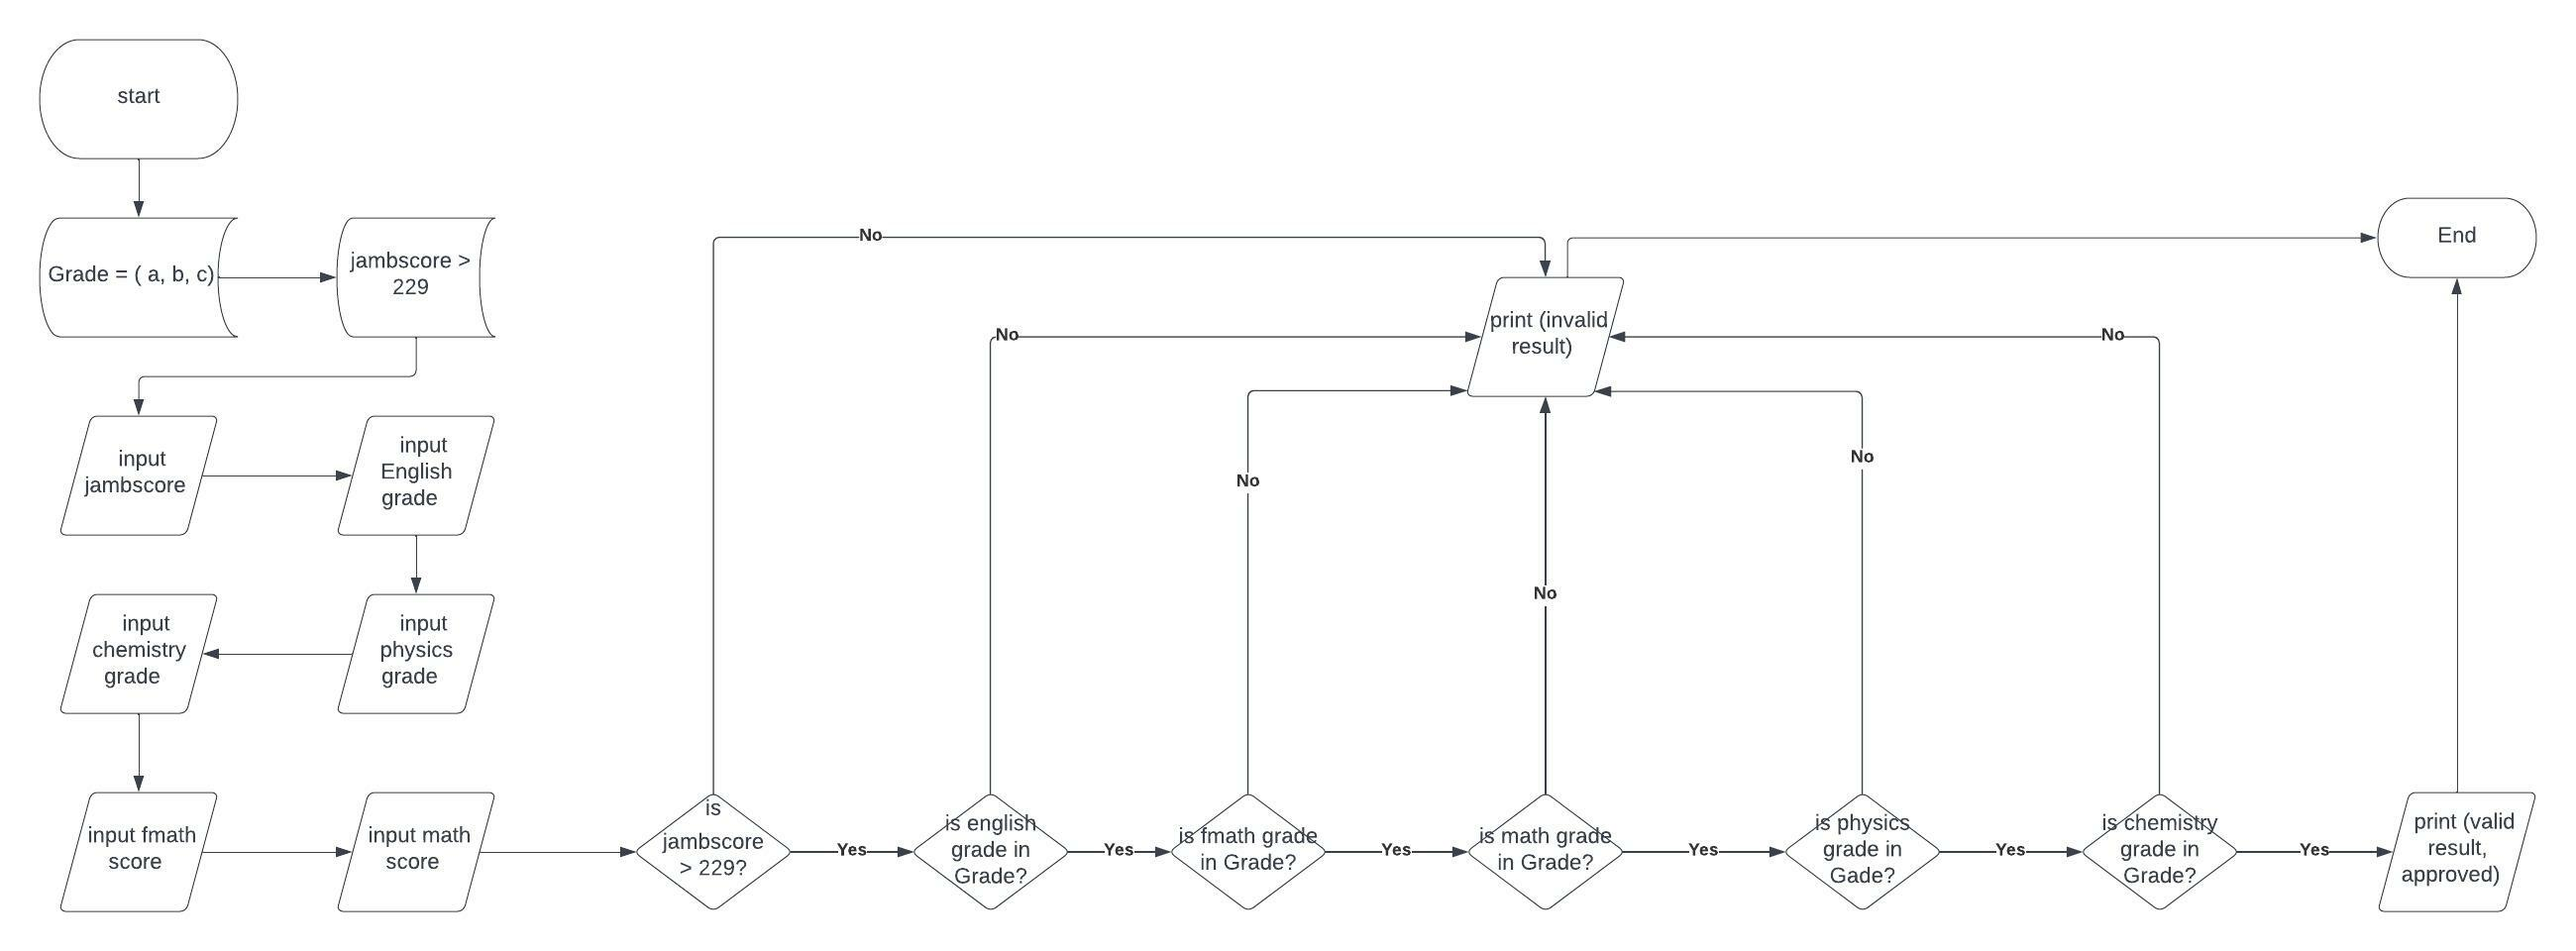 start
Grade = ( a, b, c)
jambscore >
229
input
jambscore
input
English
grade
input
physics
grade
input
chemistry
grade
input fmath
score
input math
score
is
jambscore
> 229?
No
Yes
is english
grade in
Grade?
No
Yes
is fmath grade
in Grade?
No
Yes
is math grade
in Grade?
No
Yes
is physics
grade in
Gade?
No
Yes
is chemistry
grade in
Grade?
No
Yes
print (invalid
result)
print (valid
result,
approved)
End